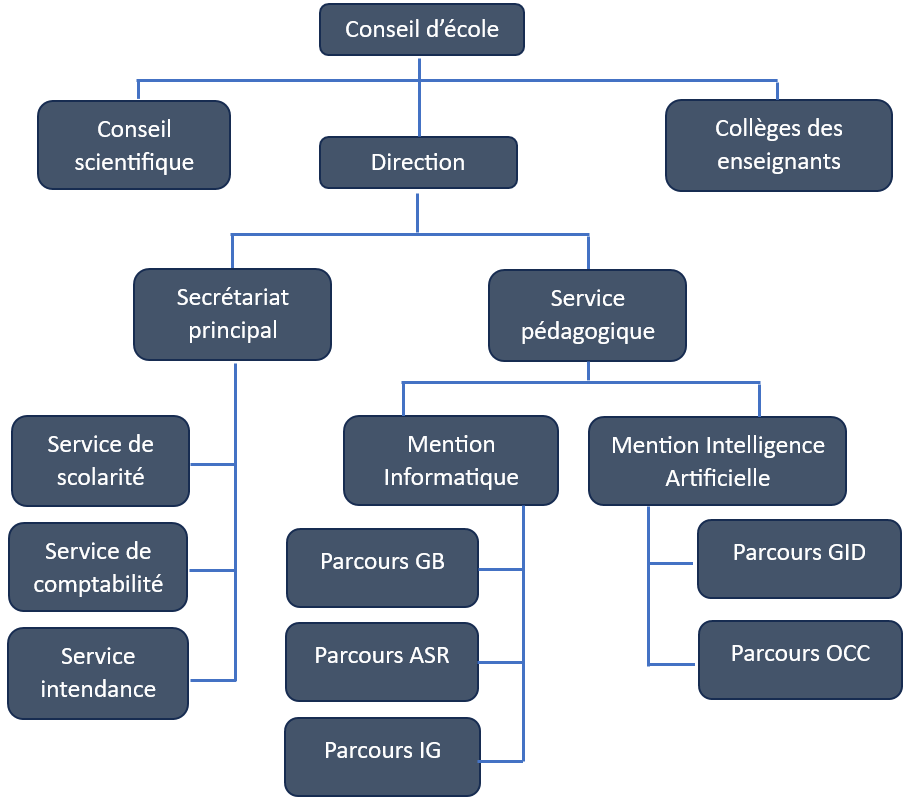 Conseil d’école
Conseil
scientifique
Direction
Collèges des
enseignants
Secrétariat
principal
Service
pédagogique
Service de
scolarité
Service de
comptabilité
Service
intendance
Mention
Informatique
Parcours GB
Parcours ASR
Parcours IG
Mention Intelligence
Artificielle
Parcours GID
Parcours OCC